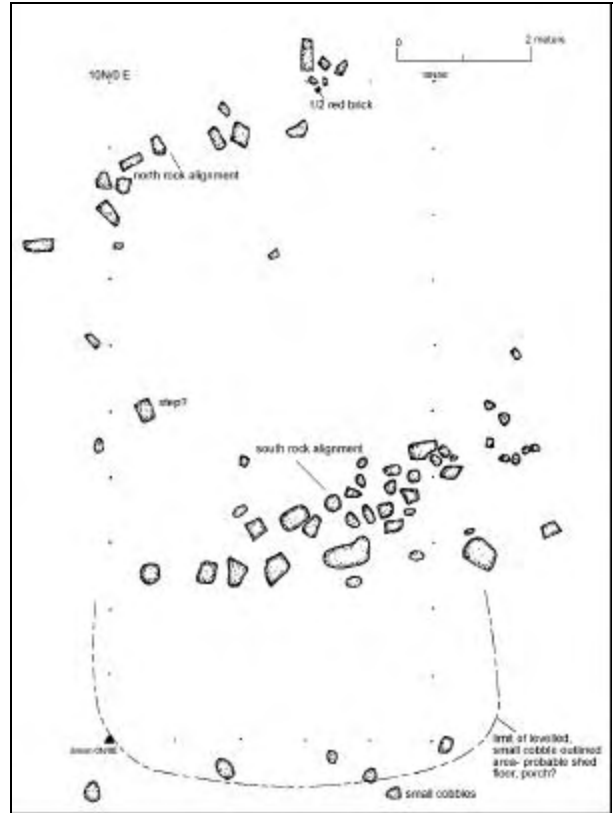 0
2 meters
10N/0 E
1/2 red brick
north rock alignment
step?
south rock alignment
limit of levelled,
small cobble outlined
area- probable shed
floor, porch?
small cobbles